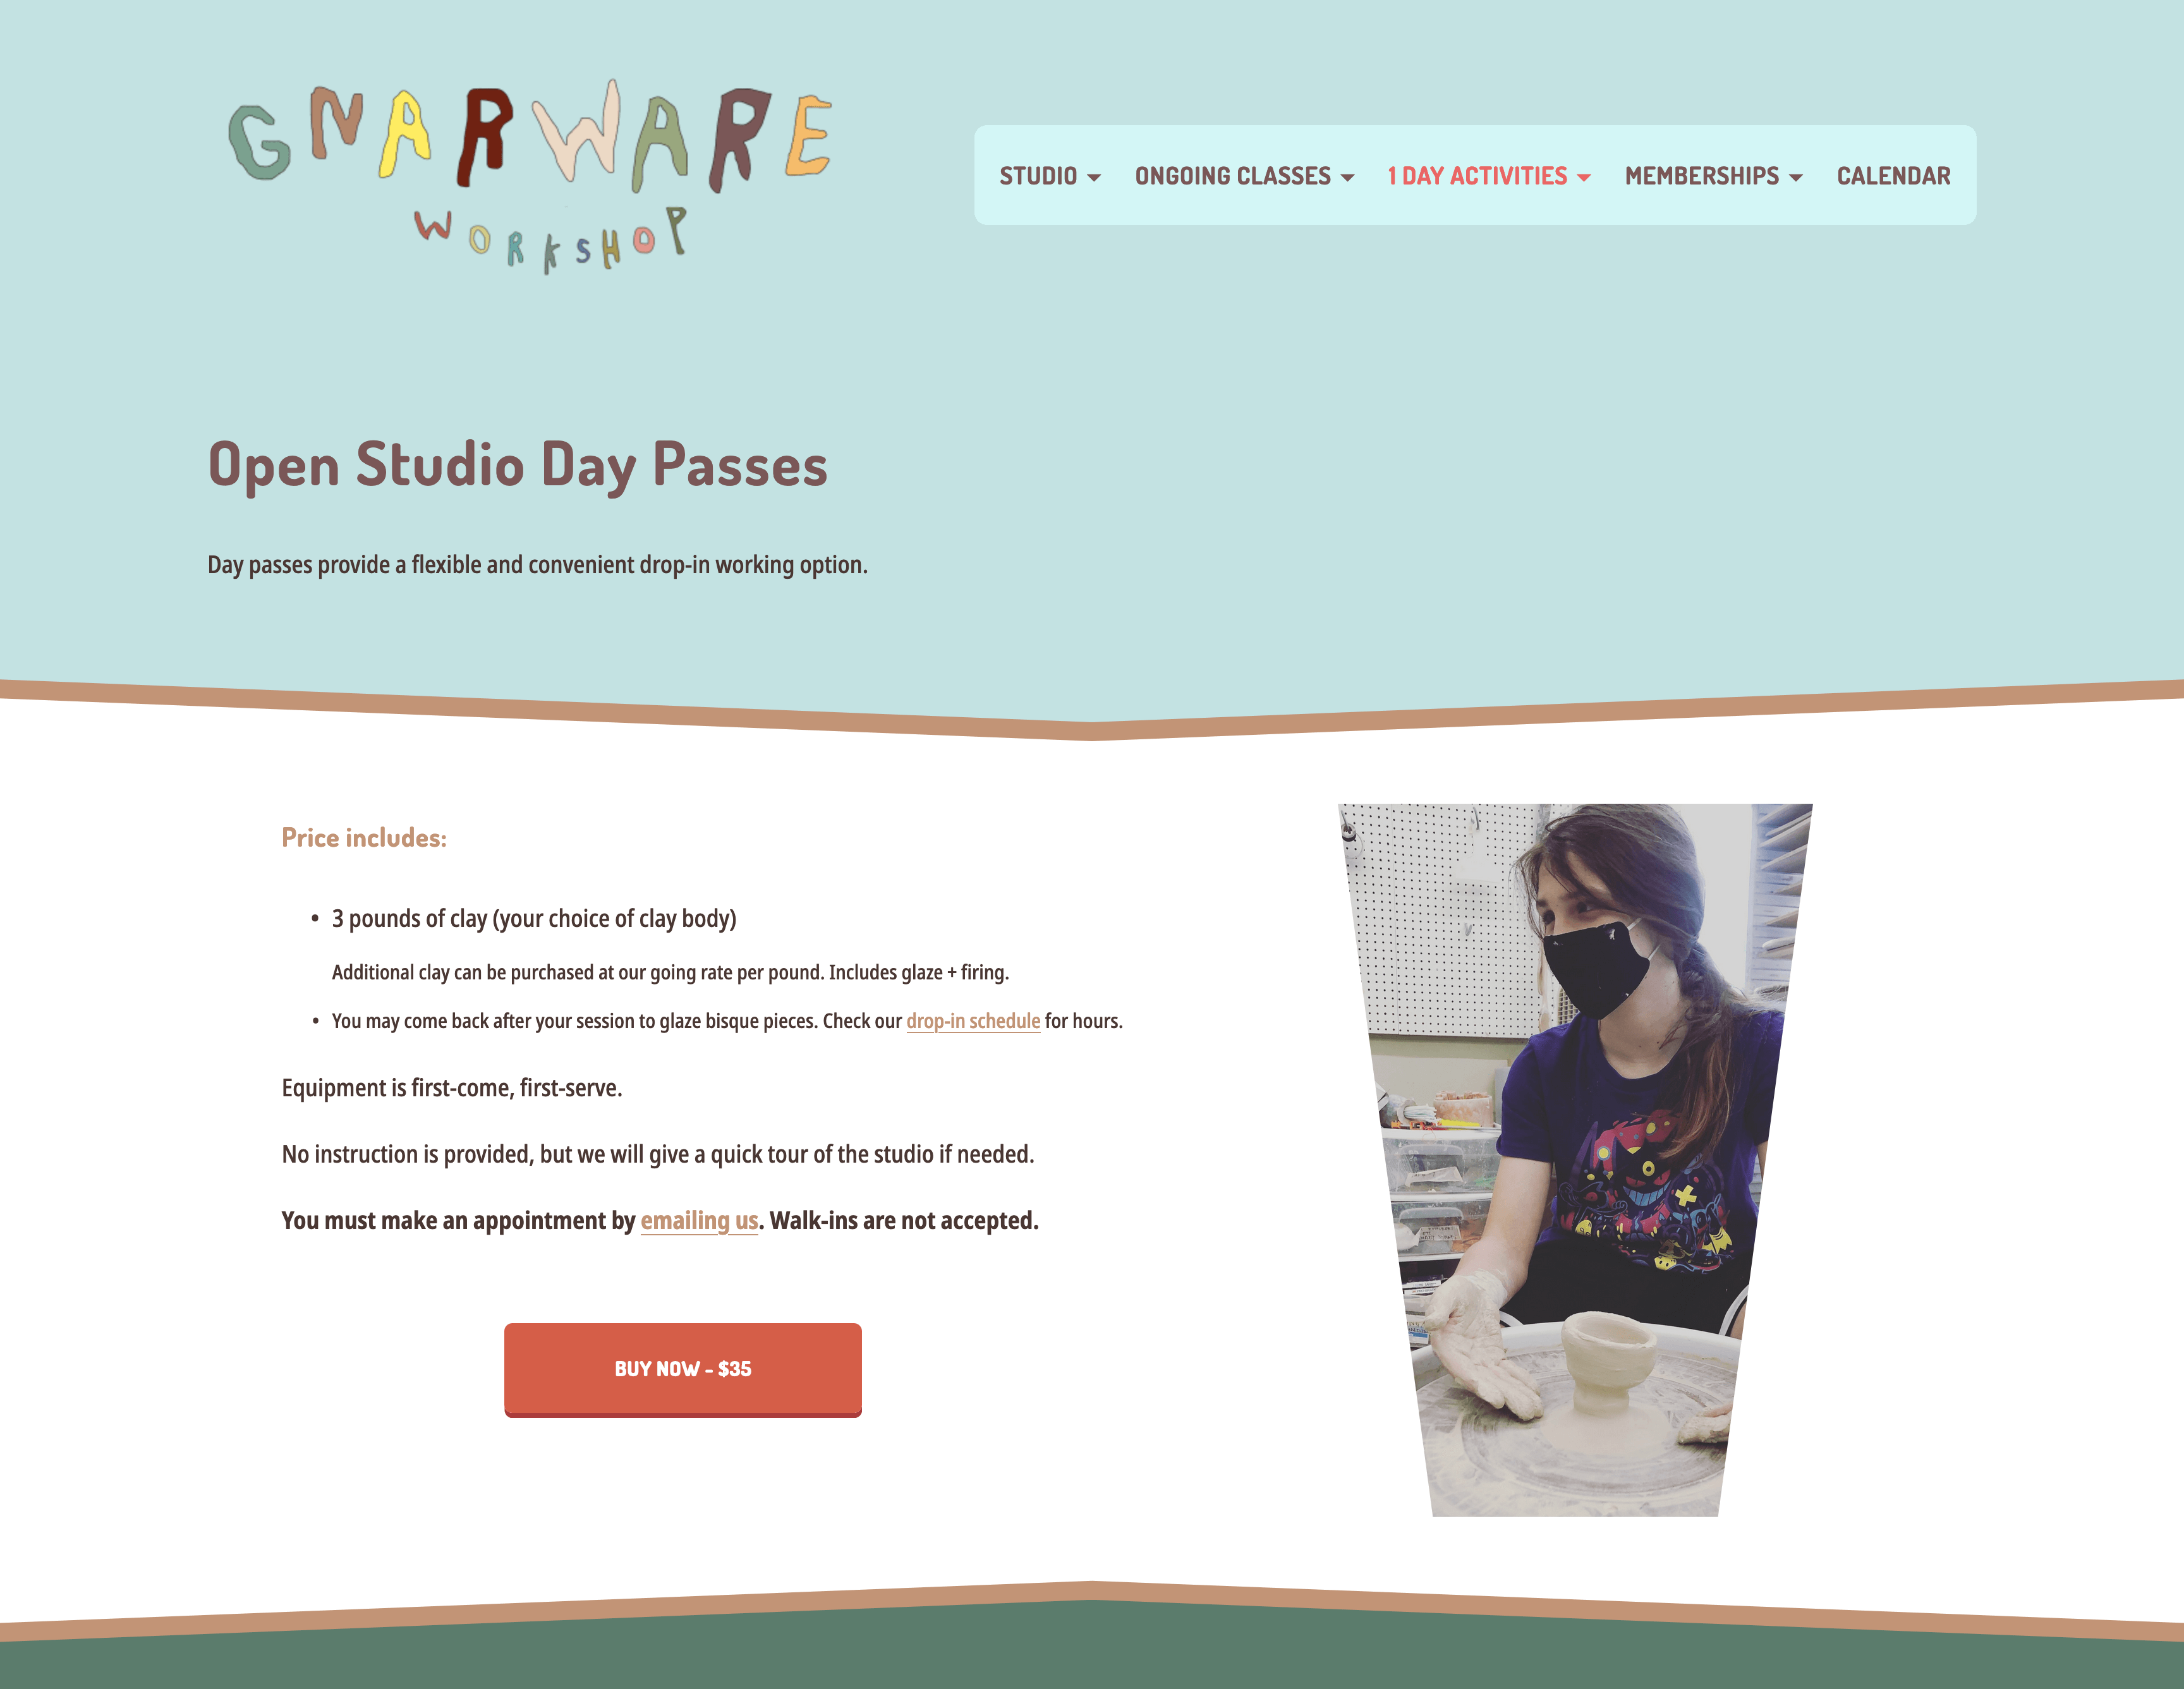 GNARWARE
WORKSHOP
STUDIO
ONGOING CLASSES
1 DAY ACTIVITIES
MEMBERSHIPS
CALENDAR
Open Studio Day Passes
Day passes provide a flexible and convenient drop-in working option.
Price includes:
• 3 pounds of clay (your choice of clay body)
Additional clay can be purchased at our going rate per pound. Includes glaze + firing.
• You may come back after your session to glaze bisque pieces. Check our drop-in schedule for hours.
Equipment is first-come, first-serve.
No instruction is provided, but we will give a quick tour of the studio if needed.
You must make an appointment by emailing us. Walk-ins are not accepted.
BUY NOW - $35